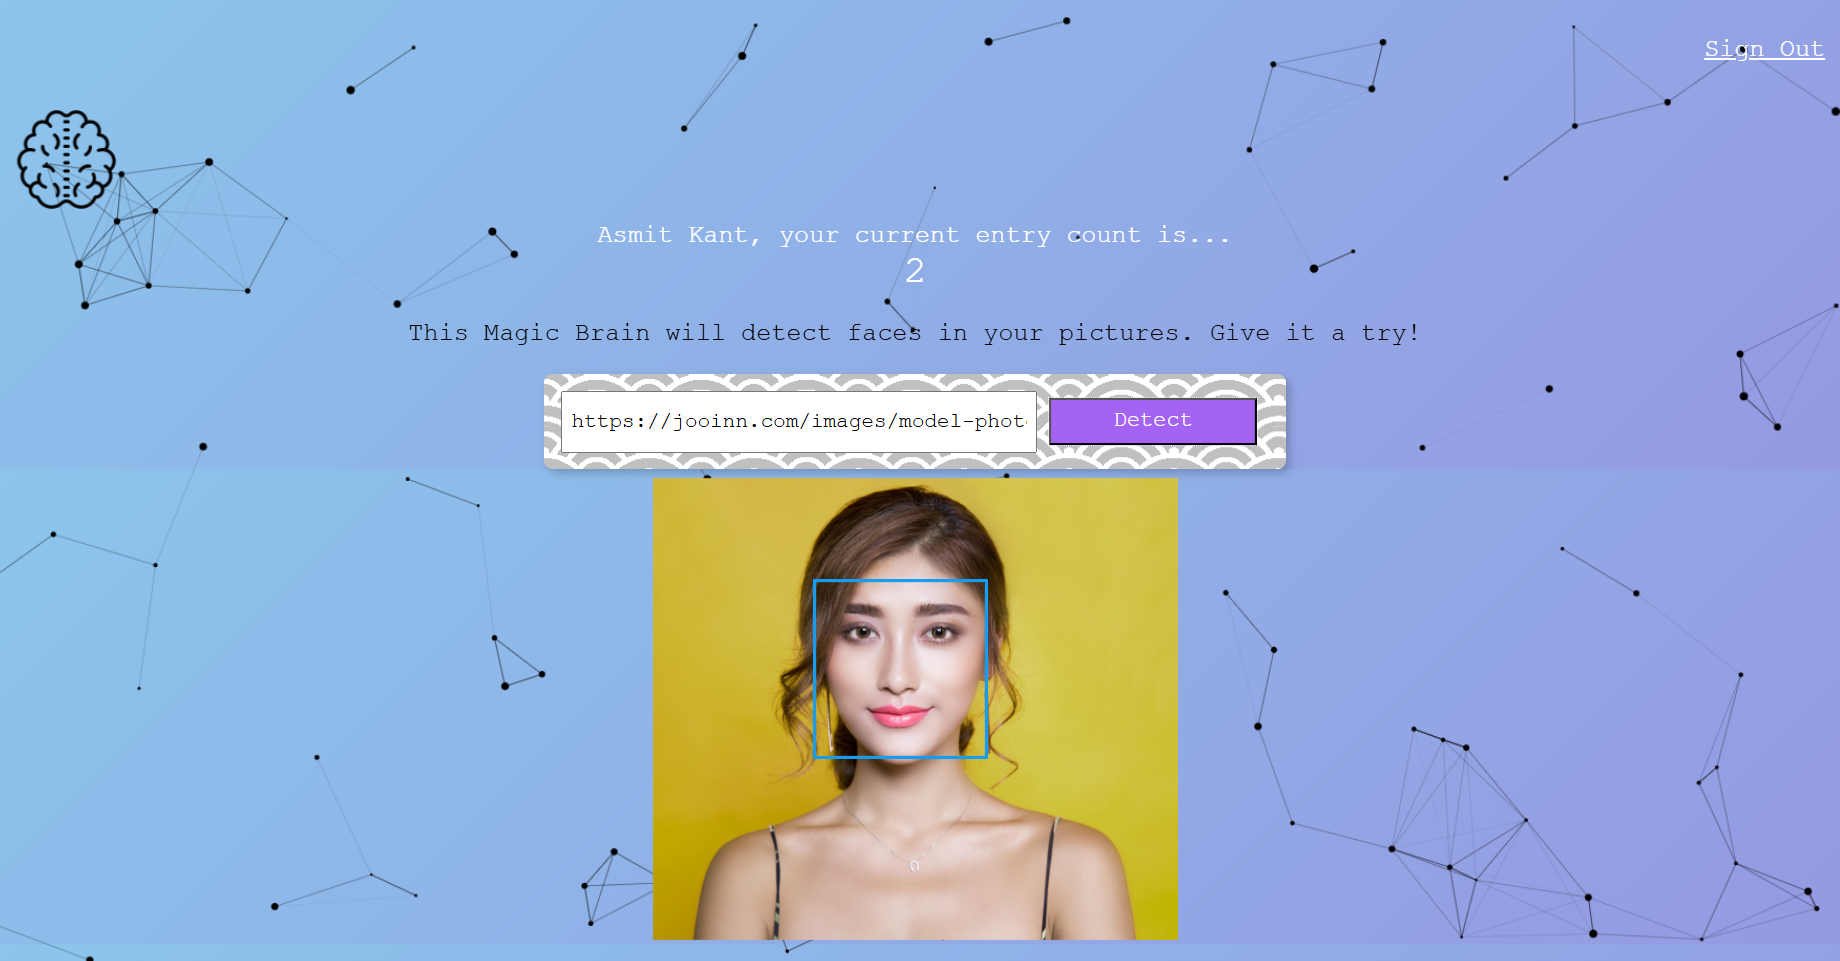 Sign Out
Asmit Kant, your current entry count is...
2
This Magic Brain will detect faces in your pictures. Give it a try!
https://jooinn.com/images/model-phot
Detect